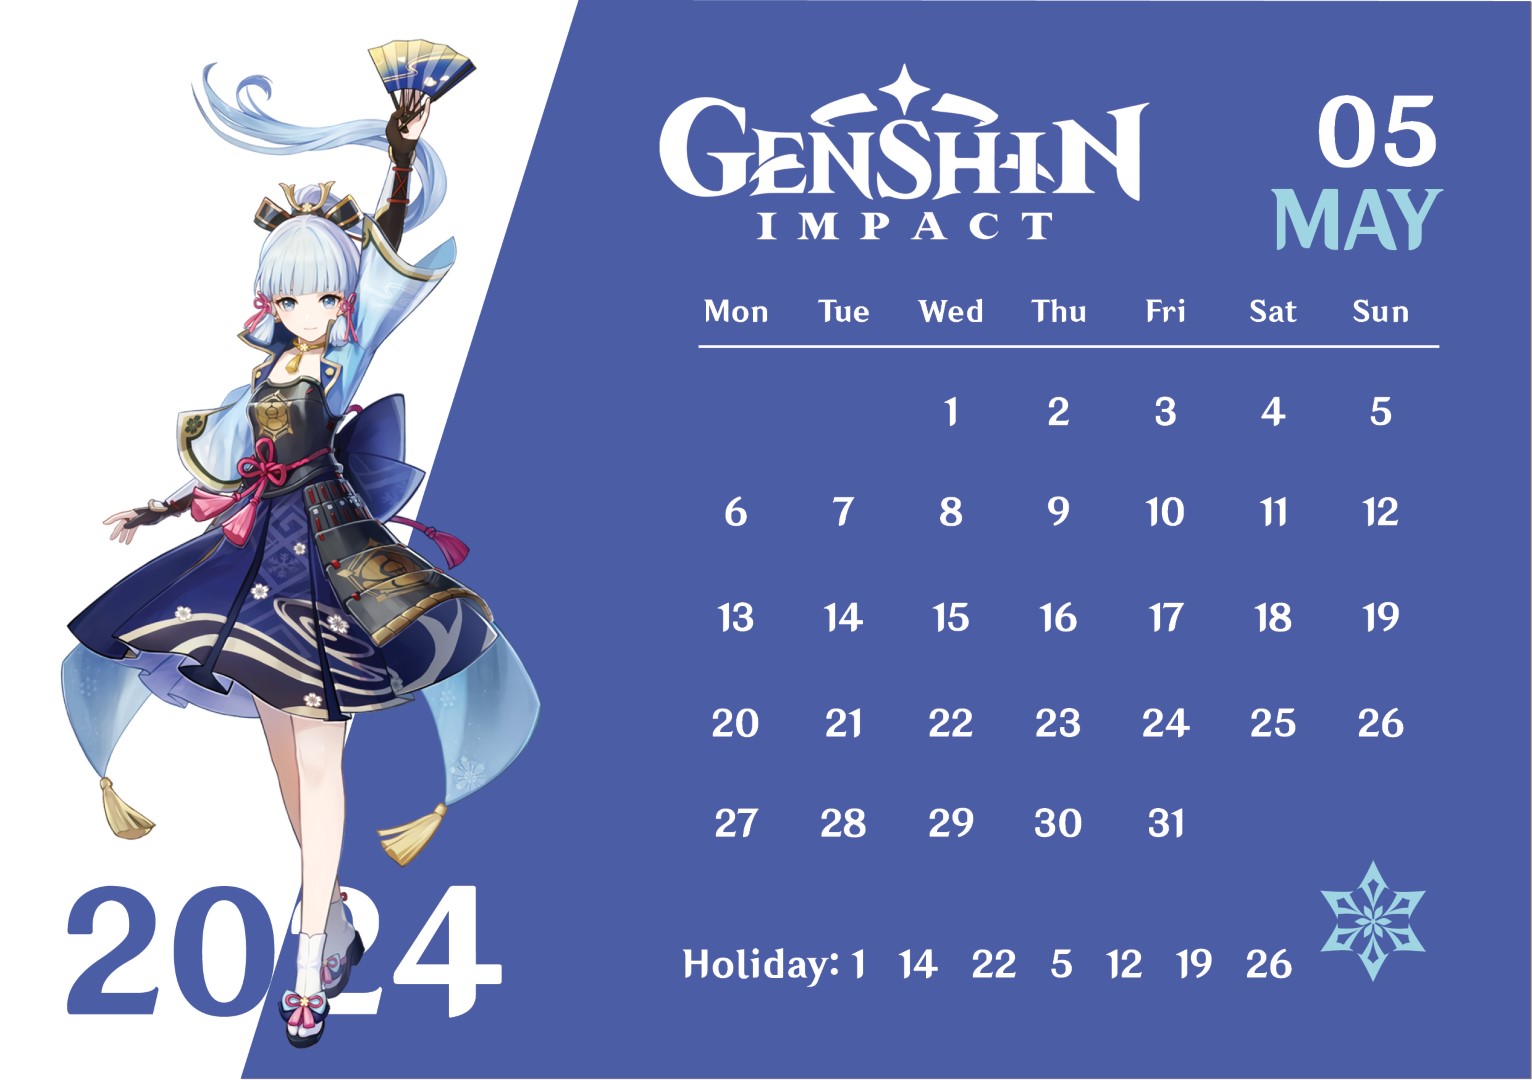 GENSHIN
IMPACT
05
MAY
Mon Tue Wed Thu Fri Sat Sun
1 2 3 4 5
6 7 8 9 10 11 12
13 14 15 16 17 18 19
20 21 22 23 24 25 26
27 28 29 30 31
Holiday: 1 14 22 5 12 19 26
2024